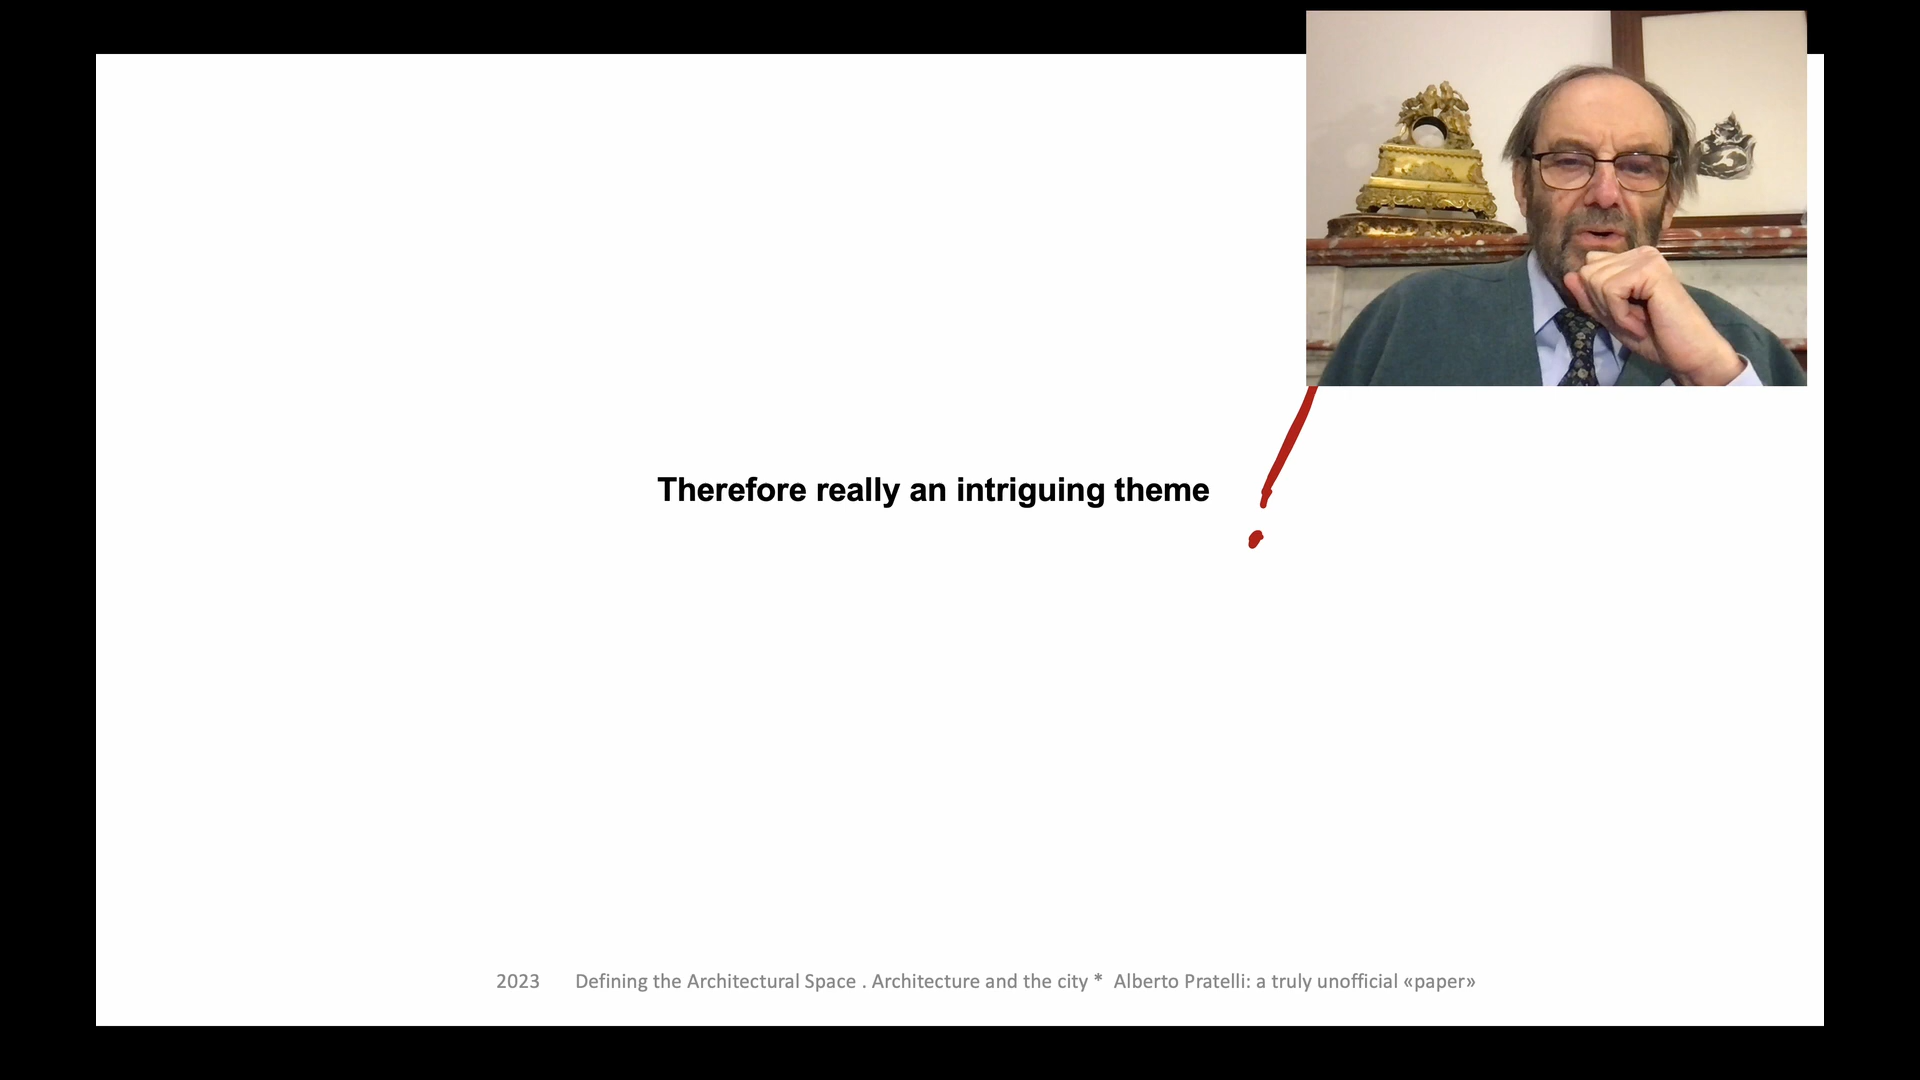 Therefore really an intriguing theme !
2023 Defining the Architectural Space . Architecture and the city * Alberto Pratelli: a truly unofficial «paper»